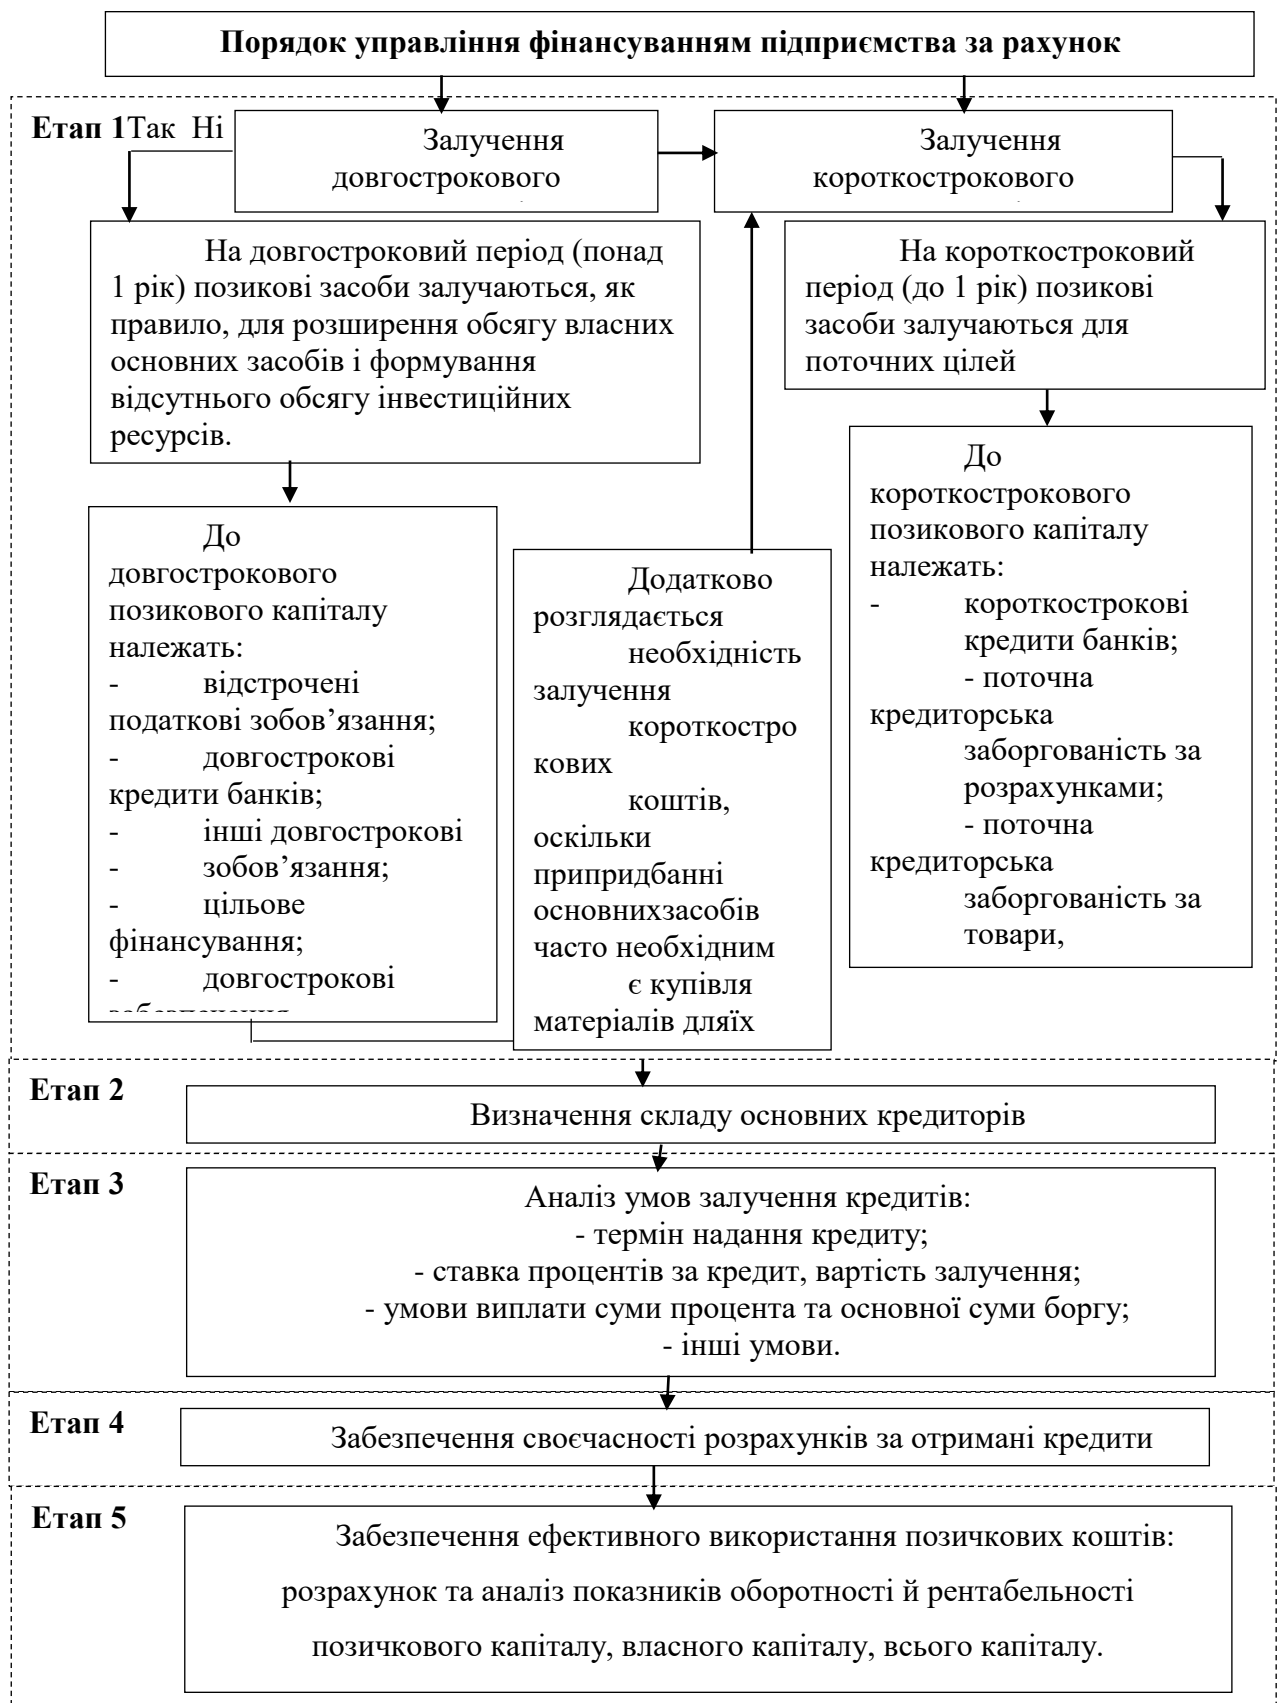 Порядок управління фінансуванням підприємства за рахунок
Етап 1Так Ні
Залучення
довгострокового
Залучення
короткострокового
На довгостроковий період (понад
1 рік) позикові засоби залучаються, як
правило, для розширення обсягу власних
основних засобів і формування
відсутнього обсягу інвестиційних
ресурсів.
На короткостроковий
період (до 1 рік) позикові
засоби залучаються для
поточних цілей
До
довгострокового
позикового капіталу
належать:
- відстрочені
податкові зобов’язання;
- довгострокові
кредити банків;
- інші довгострокові
- зобов’язання;
- цільове
фінансування;
- довгострокові
Додатково
розглядається
необхідність
залучення
короткостро
кових
коштів,
оскільки
припридбанні
основнихзасобів
часто необхідним
є купівля
матеріалів дляїх
До
короткострокового
позикового капіталу
належать:
- короткострокові
кредити банків;
- поточна
кредиторська
заборгованість за
розрахунками;
- поточна
кредиторська
заборгованість за
товари,
Етап 2
Визначення складу основних кредиторів
Етап 3
Аналіз умов залучення кредитів:
- термін надання кредиту;
- ставка процентів за кредит, вартість залучення;
- умови виплати суми процента та основної суми боргу;
- інші умови.
Етап 4
Забезпечення своєчасності розрахунків за отримані кредити
Етап 5
Забезпечення ефективного використання позичкових коштів:
розрахунок та аналіз показників оборотності й рентабельності
позичкового капіталу, власного капіталу, всього капіталу.